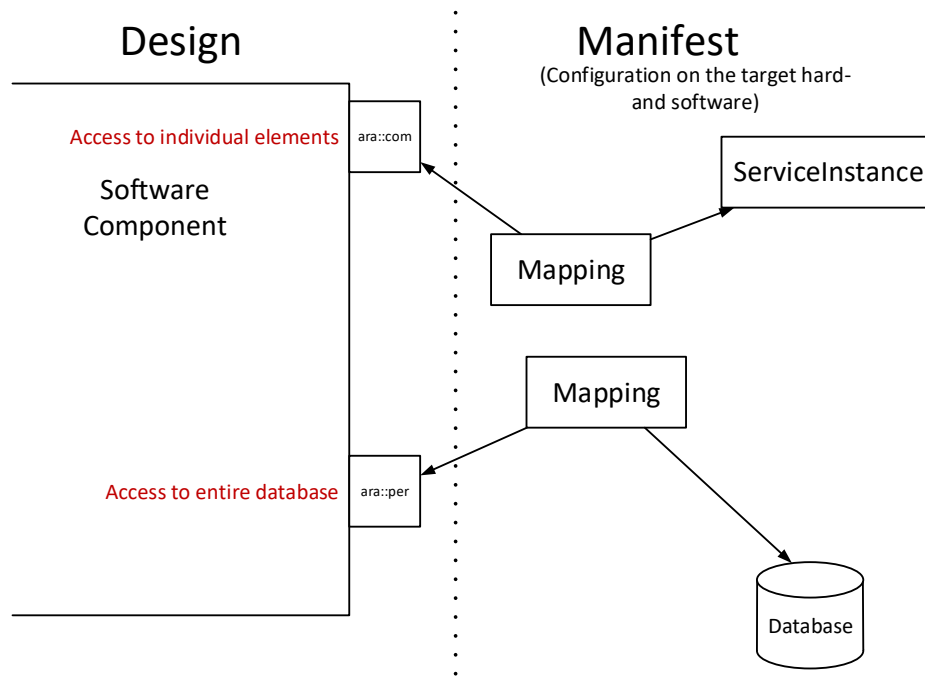 Design
Manifest
(Configuration on the target hard-
and software)
Access to individual elements
ara::com
Software
Component
ServiceInstance
Mapping
Mapping
Access to entire database
ara::per
Database